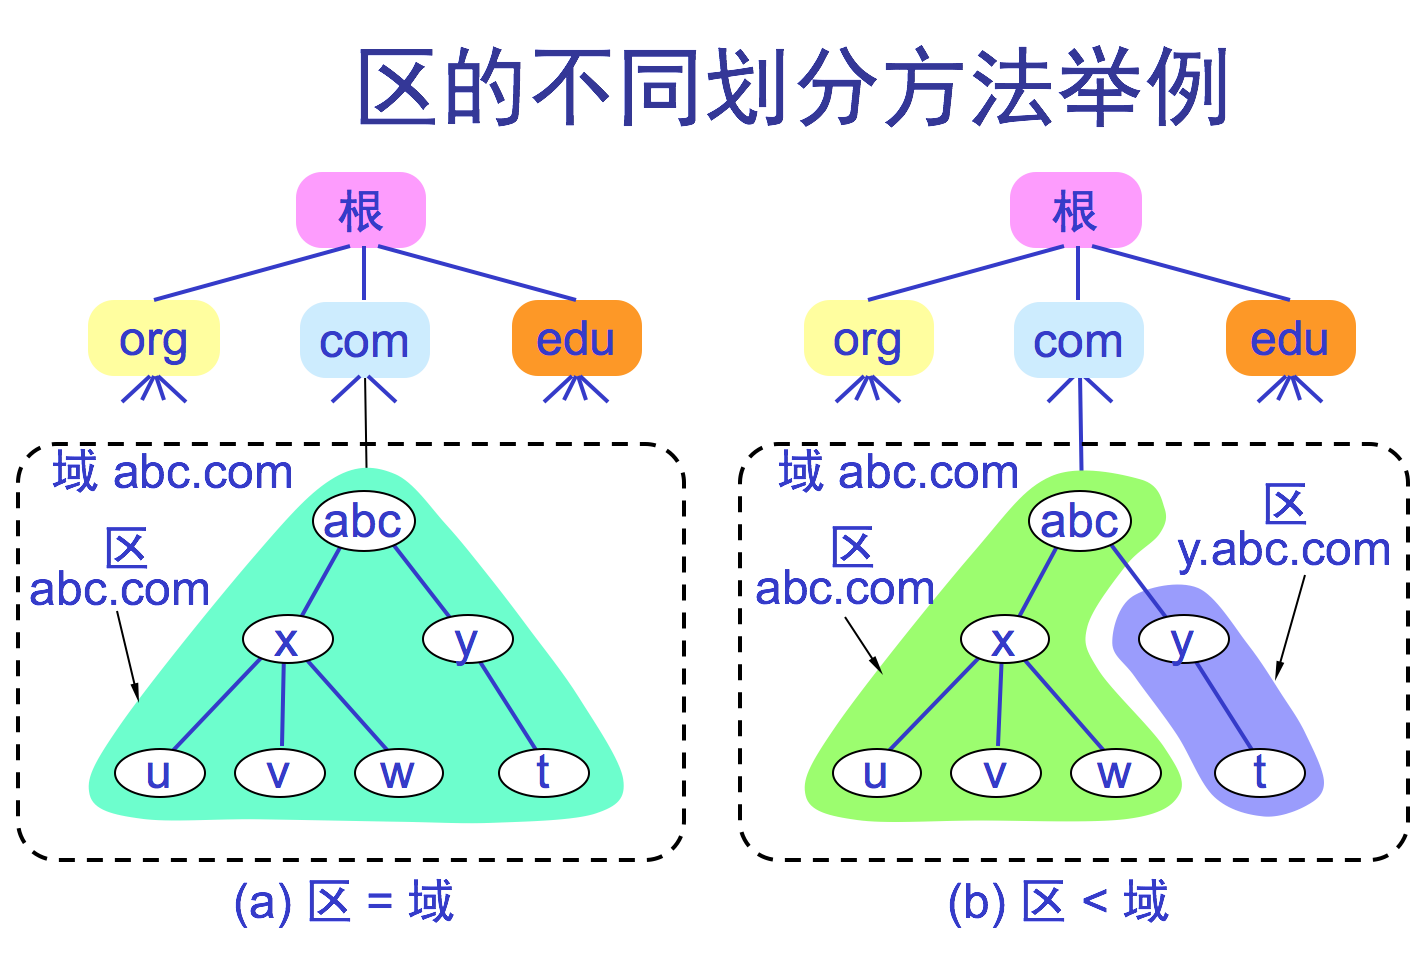 区的不同划分方法举例
根
org
com
edu
域 abc.com
区
abc.com
abc
x
y
u
v
w
t
(a) 区 = 域
根
org
com
edu
域 abc.com
区
abc.com
区
y.abc.com
abc
x
y
u
v
w
t
(b) 区 < 域